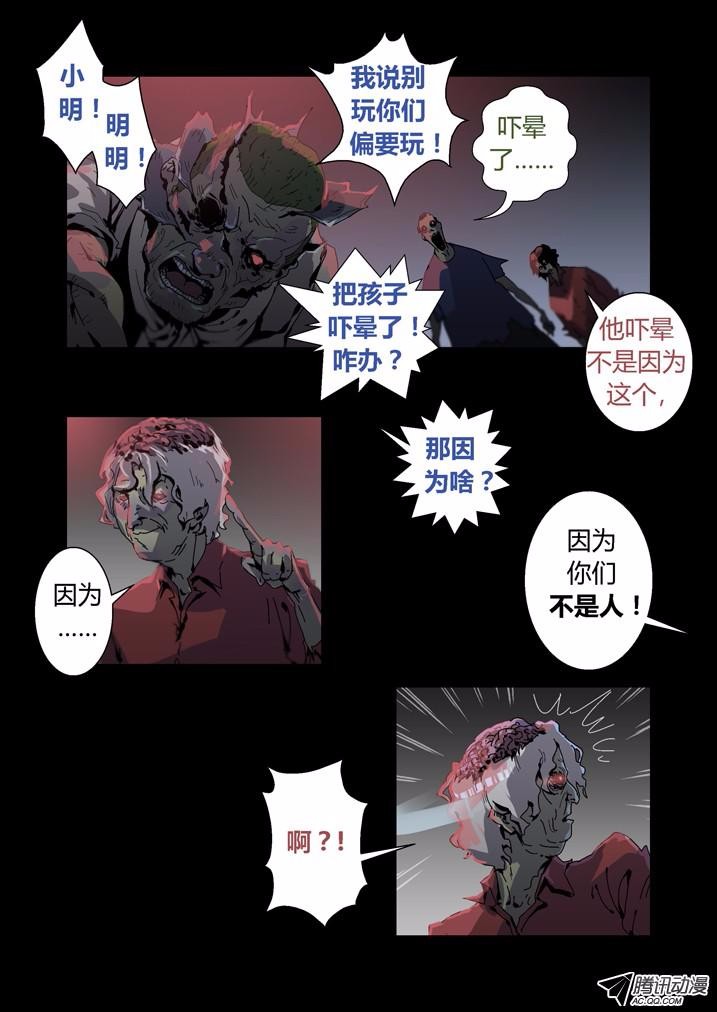 小
明！
明
明！
我说别
玩你们
偏要玩！
吓晕
了……
把孩子
吓晕了！
咋办？
他吓晕
不是因为
这个，
那因
为啥？
因为
……
因为
你们
不是人！
啊？！
腾讯动漫
AC.QQ.COM